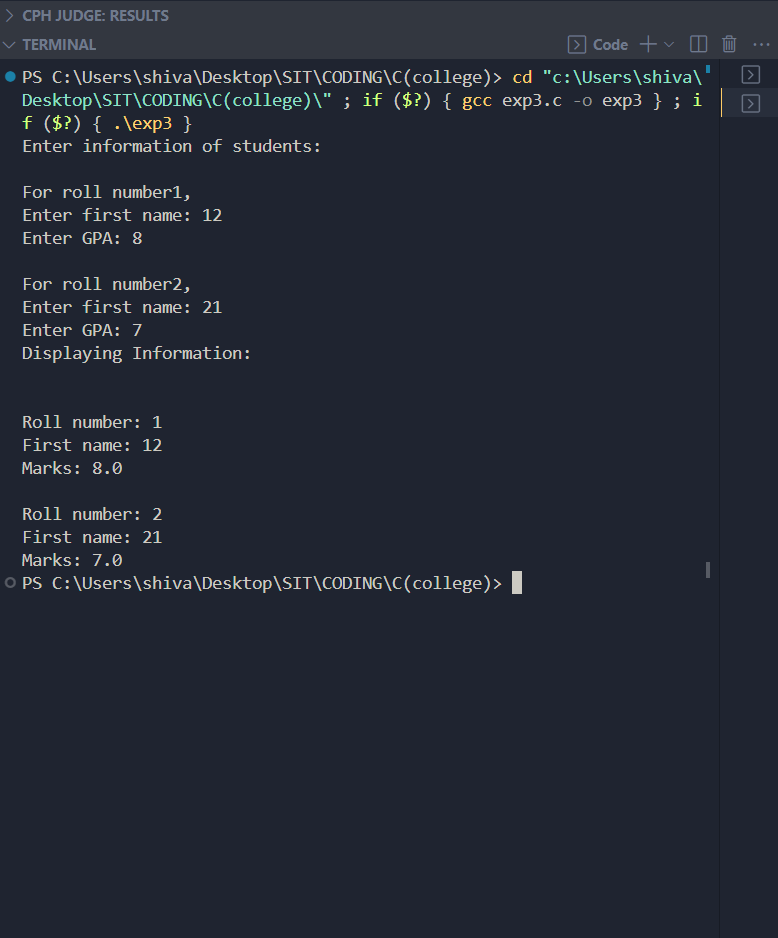 CPH JUDGE: RESULTS
TERMINAL
Code
PS C:\Users\shiva\Desktop\SIT\CODING\C(college)> cd "c:\Users\shiva\
Desktop\SIT\CODING\C(college)\" ; if ($?) { gcc exp3.c -o exp3 } ; i
f ($?) { .\exp3 }
Enter information of students:
For roll number1,
Enter first name: 12
Enter GPA: 8
For roll number2,
Enter first name: 21
Enter GPA: 7
Displaying Information:
Roll number: 1
First name: 12
Marks: 8.0
Roll number: 2
First name: 21
Marks: 7.0
PS C:\Users\shiva\Desktop\SIT\CODING\C(college)>